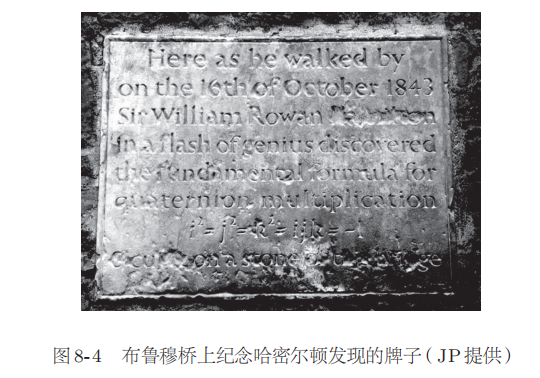 Here as he walked by
on the 16th of October 1843
Sir William Rowan Hamilton
In a flash of genius discovered
the fundamental formula for
quaternion multiplication
i² = j² = k² = ijk = −1
& cut it on a stone of this bridge
图8-4 布鲁穆桥上纪念哈密尔顿发现的牌子(JP提供)